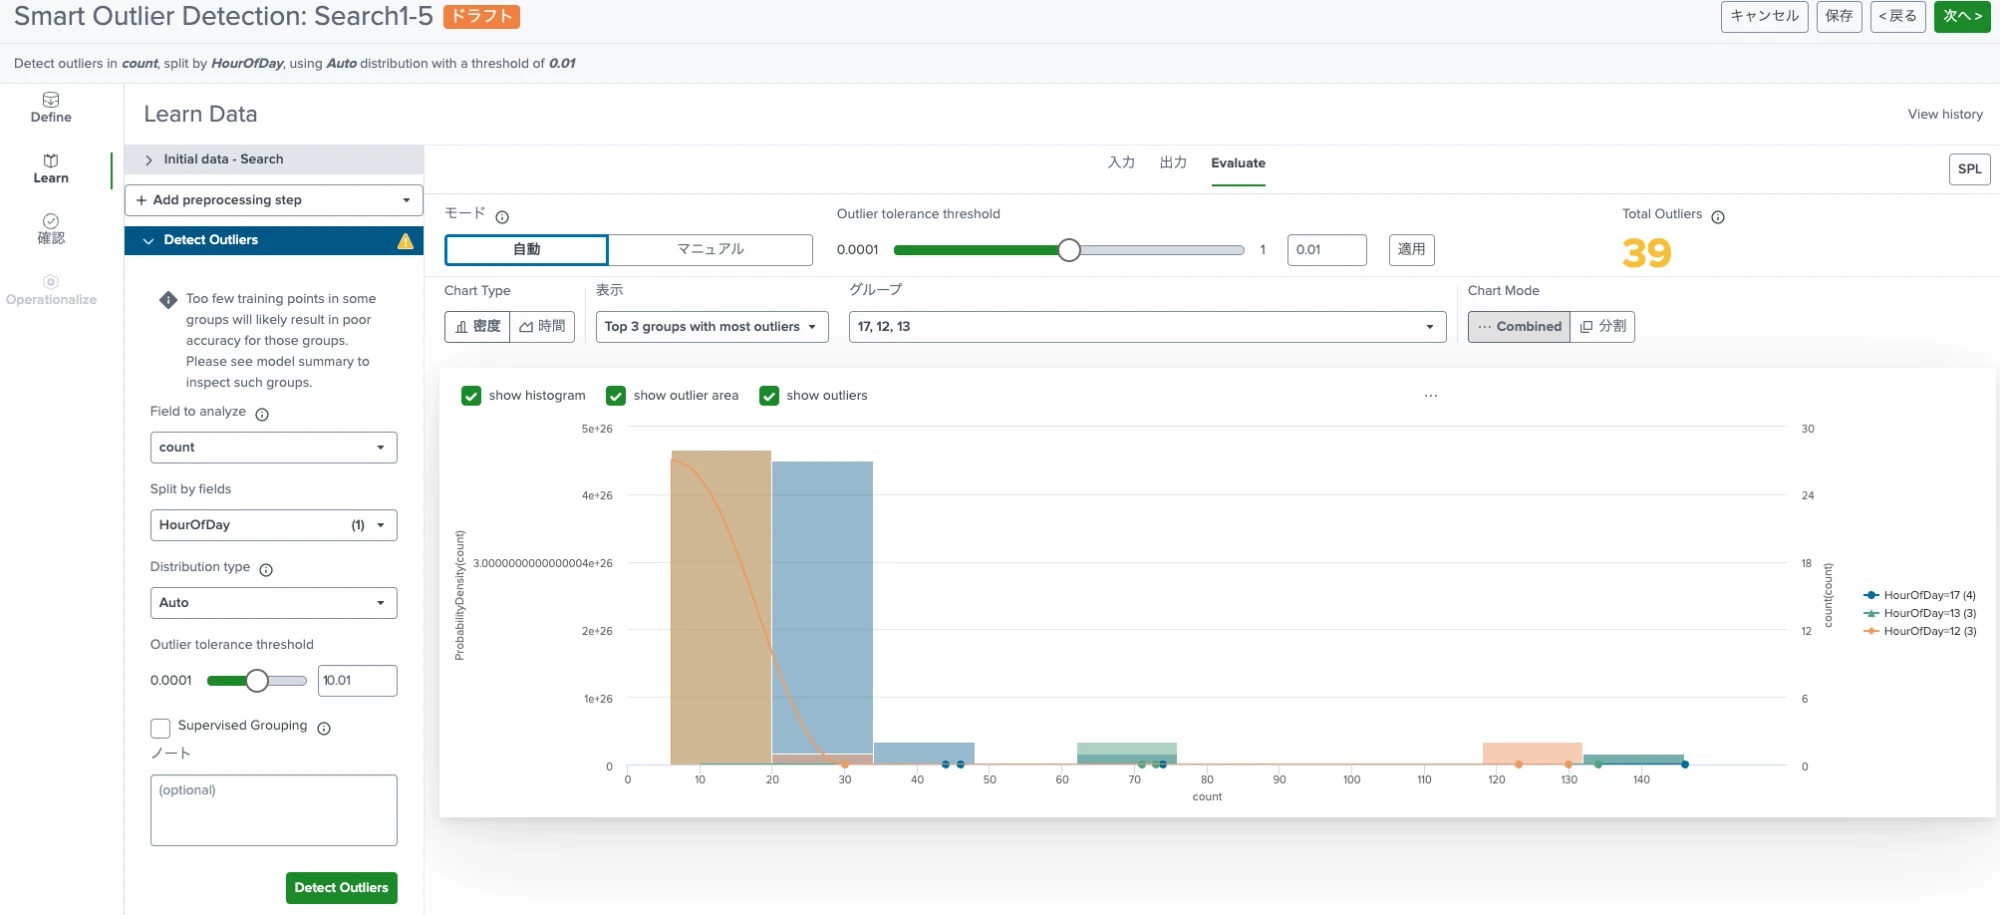 Smart Outlier Detection: Search1-5 ドラフト
キャンセル 保存 < 戻る 次へ >
Detect outliers in count, split by HourOfDay, using Auto distribution with a threshold of 0.01
Define
Learn
確認
Operationalize
Learn Data
View history
Initial data - Search
+ Add preprocessing step
Detect Outliers
Too few training points in some
groups will likely result in poor
accuracy for those groups.
Please see model summary to
inspect such groups.
Field to analyze
count
Split by fields
HourOfDay (1)
Distribution type
Auto
Outlier tolerance threshold
0.0001 10.01
Supervised Grouping
ノート
(optional)
Detect Outliers
入力 出力 Evaluate
SPL
モード
自動 マニュアル
Outlier tolerance threshold
0.0001 1 0.01 適用
Total Outliers
39
Chart Type
密度 時間
表示
Top 3 groups with most outliers
グループ
17, 12, 13
Chart Mode
··· Combined 分割
show histogram show outlier area show outliers
...
ProbabilityDensity(count)
5e+26
4e+26
3.0000000000000004e+26
2e+26
1e+26
0
0 10 20 30 40 50 60 70 80 90 100 110 120 130 140
count
30
24
18
12
6
0
count(count)
HourOfDay=17 (4)
HourOfDay=13 (3)
HourOfDay=12 (3)